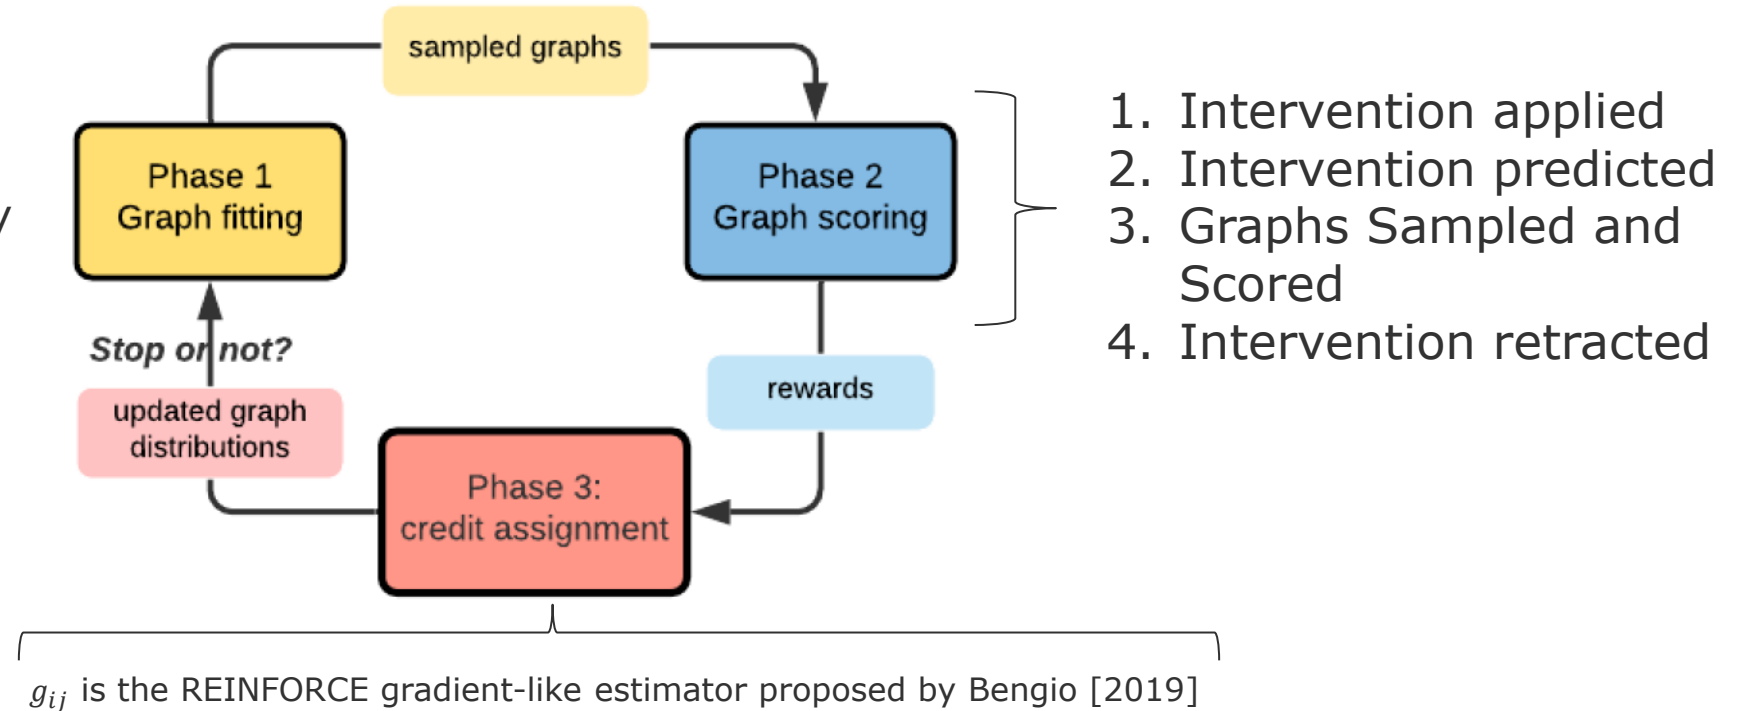 sampled graphs
Phase 1
Graph fitting
Phase 2
Graph scoring
1. Intervention applied
2. Intervention predicted
3. Graphs Sampled and
Scored
4. Intervention retracted
Stop or not?
updated graph
distributions
rewards
Phase 3:
credit assignment
g_{ij} is the REINFORCE gradient-like estimator proposed by Bengio [2019]